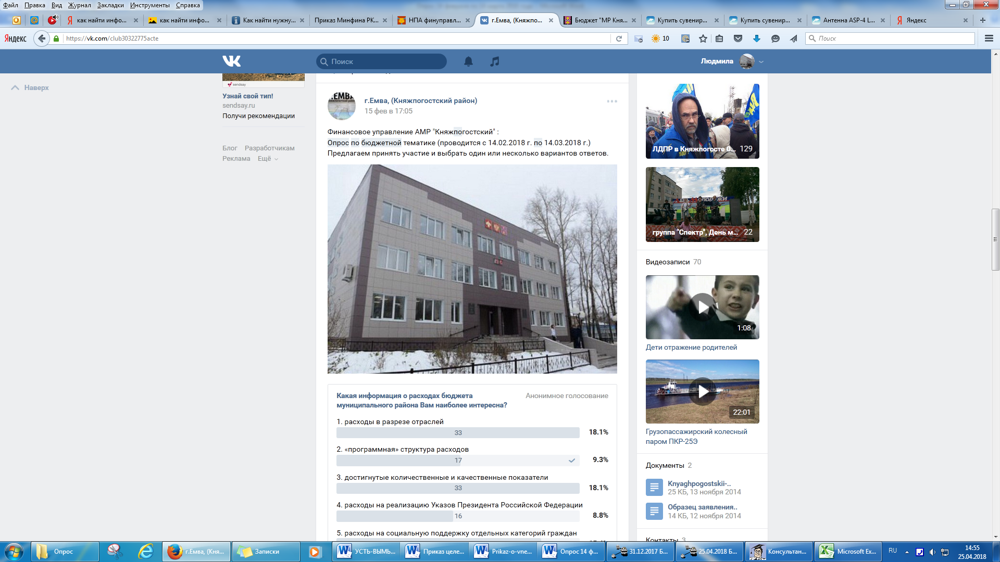 Файл Правка Вид Журнал Закладки Инструменты Справка
как найти инфо...
как найти инфо...
Как найти нужну...
Приказ Минфина РК...
НПА финуправл...
г.Емва, (Княжпо...
Бюджет "МР Кня...
Купить сувенир...
Купить сувенир...
Антенна ASP-4 L...
Яндекс
Яндекс
https://vk.com/club30322775acte
10
Поиск
Поиск
Людмила
Наверх
sendsay
Узнай свой тип!
sendsay.ru
Получи рекомендации
Блог Разработчикам
Реклама Ещё
г.Емва, (Княжпогостский район)
15 фев в 17:05
Финансовое управление АМР "Княжпогостский" :
Опрос по бюджетной тематике (проводится с 14.02.2018 г. по 14.03.2018 г.)
Предлагаем принять участие и выбрать один или несколько вариантов ответов.
Какая информация о расходах бюджета
муниципального района Вам наиболее интересна?
Анонимное голосование
1. расходы в разрезе отраслей
33 18.1%
2. «программная» структура расходов
17 9.3%
3. достигнутые количественные и качественные показатели
33 18.1%
4. расходы на реализацию Указов Президента Российской Федерации
16 8.8%
5. расходы на социальную поддержку отдельных категорий граждан
ЛДПР в Княжпогосте 0... 129
группа "Спектр", День м... 22
Видеозаписи 70
1:08
Дети отражение родителей
22:01
Грузопассажирский колесный
паром ПКР-25Э
Документы 2
Knyaghpogostskii-..
25 КБ, 13 ноября 2014
Образец заявления..
14 КБ, 12 ноября 2014
Контакты 3
Опрос
г.Емва, (Кня...
Записки
УСТЬ-ВЫМЬ...
Приказ целе...
Prikaz-o-vne...
Опрос 14 ф...
31.12.2017 Б...
25.04.2018 Б...
Консультан...
Microsoft Ex...
RU
14:55
25.04.2018